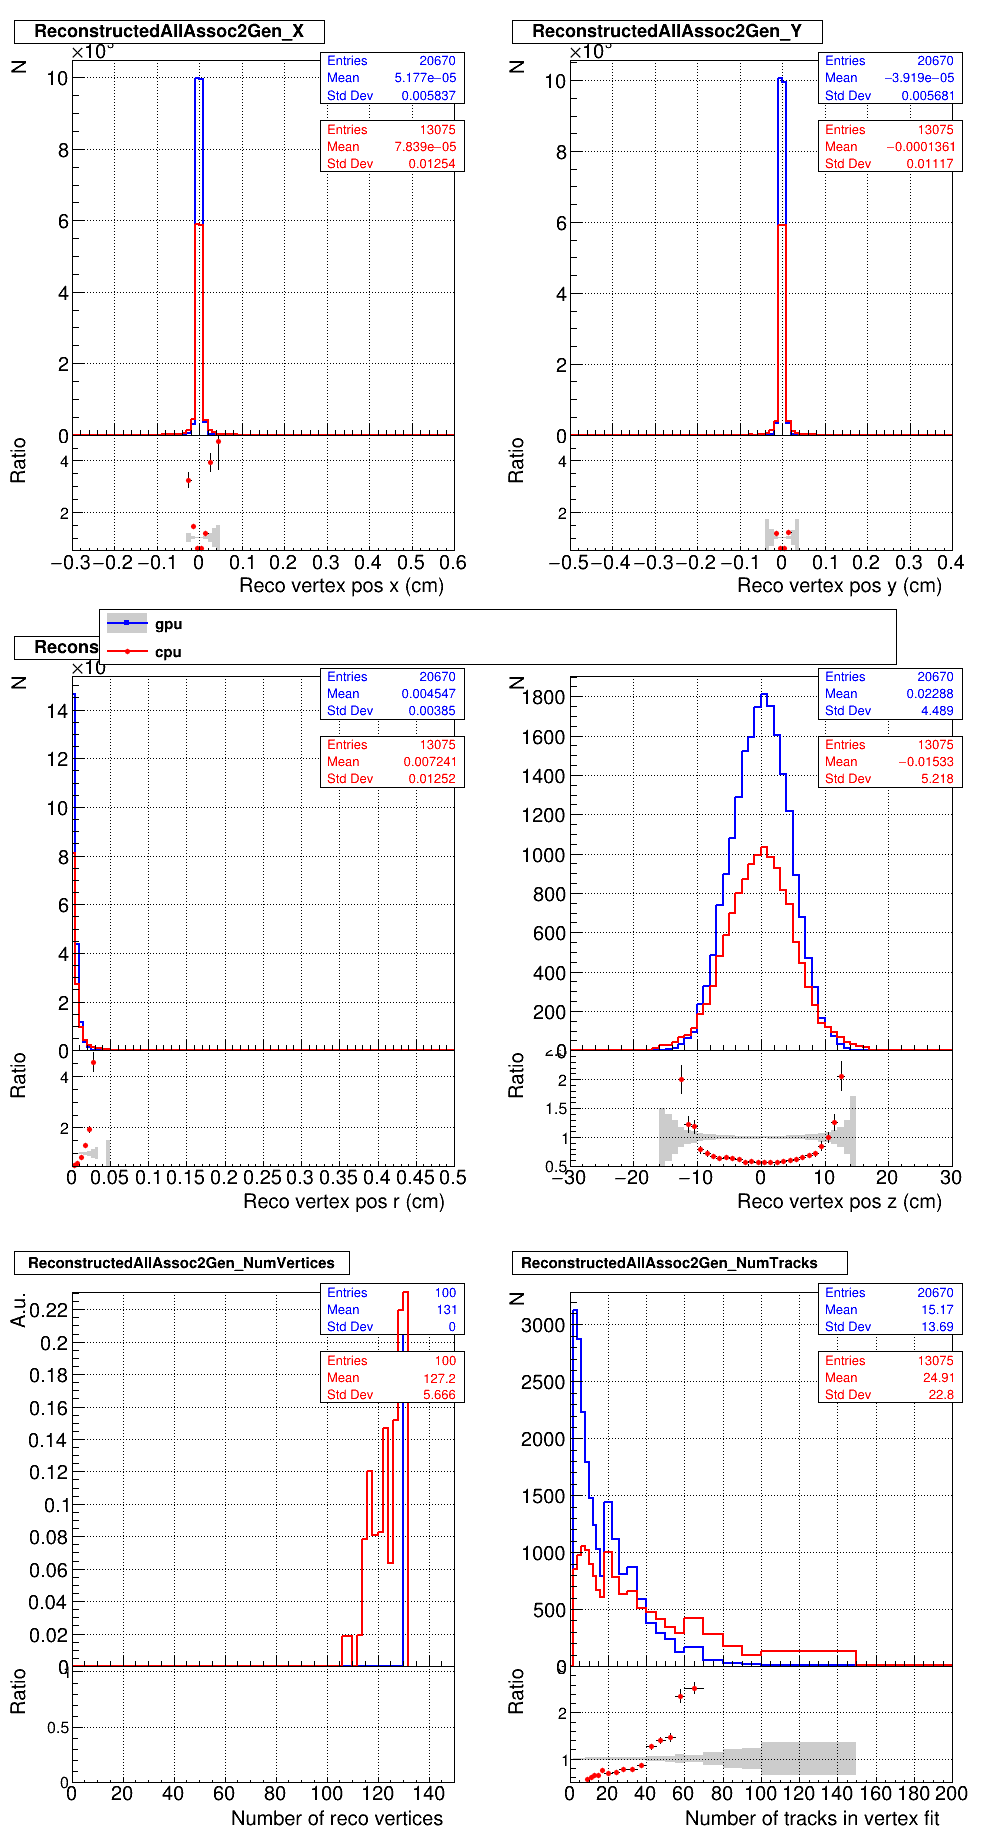 ReconstructedAllAssoc2Gen_X
N
Entries 20670
Mean 5.177e−05
Std Dev 0.005837
Entries 13075
Mean 7.839e−05
Std Dev 0.01254
10
8
6
4
2
0
Ratio
4
2
−0.3 −0.2 −0.1 0 0.1 0.2 0.3 0.4 0.5 0.6
Reco vertex pos x (cm)
ReconstructedAllAssoc2Gen_Y
N
Entries 20670
Mean −3.919e−05
Std Dev 0.005681
Entries 13075
Mean −0.0001361
Std Dev 0.01117
10
8
6
4
2
0
Ratio
4
2
−0.5 −0.4 −0.3 −0.2 −0.1 0 0.1 0.2 0.3 0.4
Reco vertex pos y (cm)
gpu
cpu
Recons
×10
N
Entries 20670
Mean 0.004547
Std Dev 0.00385
Entries 13075
Mean 0.007241
Std Dev 0.01252
14
12
10
8
6
4
2
0
Ratio
4
2
0 0.05 0.1 0.15 0.2 0.25 0.3 0.35 0.4 0.45 0.5
Reco vertex pos r (cm)
N
Entries 20670
Mean 0.02288
Std Dev 4.489
Entries 13075
Mean −0.01533
Std Dev 5.218
1800
1600
1400
1200
1000
800
600
400
200
0
Ratio
2
1.5
1
0.5
−30 −20 −10 0 10 20 30
Reco vertex pos z (cm)
ReconstructedAllAssoc2Gen_NumVertices
A.u.
Entries 100
Mean 131
Std Dev 0
Entries 100
Mean 127.2
Std Dev 5.666
0.22
0.2
0.18
0.16
0.14
0.12
0.1
0.08
0.06
0.04
0.02
Ratio
0.5
0
0 20 40 60 80 100 120 140
Number of reco vertices
ReconstructedAllAssoc2Gen_NumTracks
N
Entries 20670
Mean 15.17
Std Dev 13.69
Entries 13075
Mean 24.91
Std Dev 22.8
3000
2500
2000
1500
1000
500
0
Ratio
2
1
0 20 40 60 80 100 120 140 160 180 200
Number of tracks in vertex fit